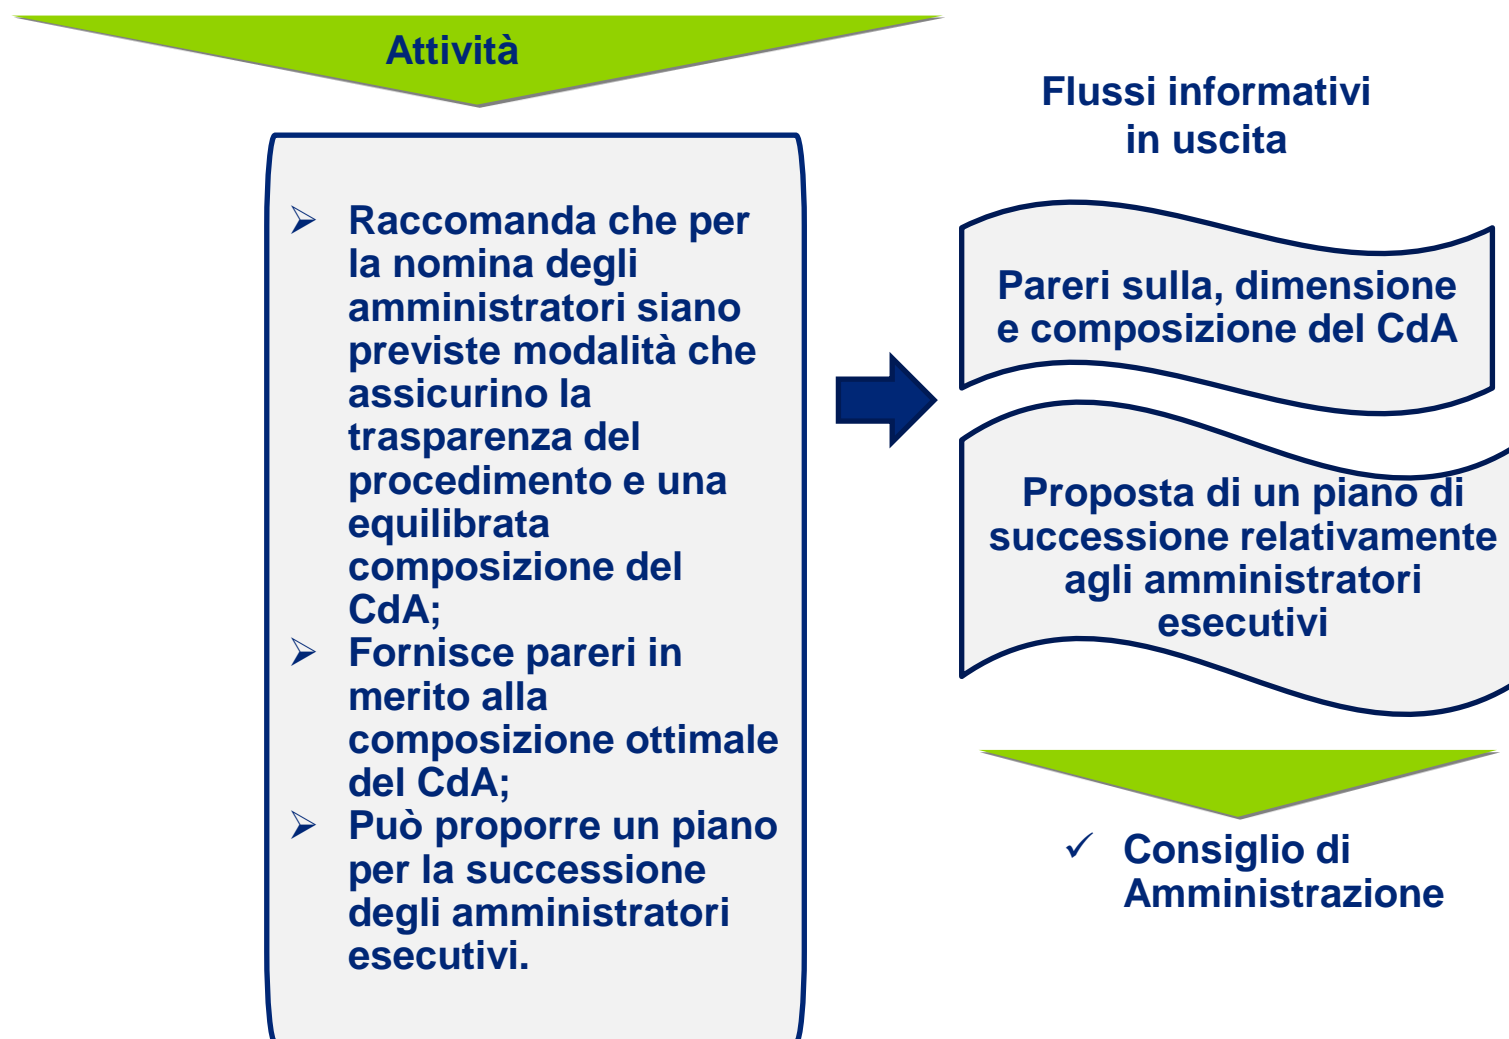 Attività
Raccomanda che per
la nomina degli
amministratori siano
previste modalità che
assicurino la
trasparenza del
procedimento e una
equilibrata
composizione del
CdA;
Fornisce pareri in
merito alla
composizione ottimale
del CdA;
Può proporre un piano
per la successione
degli amministratori
esecutivi.
Flussi informativi
in uscita
Pareri sulla, dimensione
e composizione del CdA
Proposta di un piano di
successione relativamente
agli amministratori
esecutivi
Consiglio di
Amministrazione